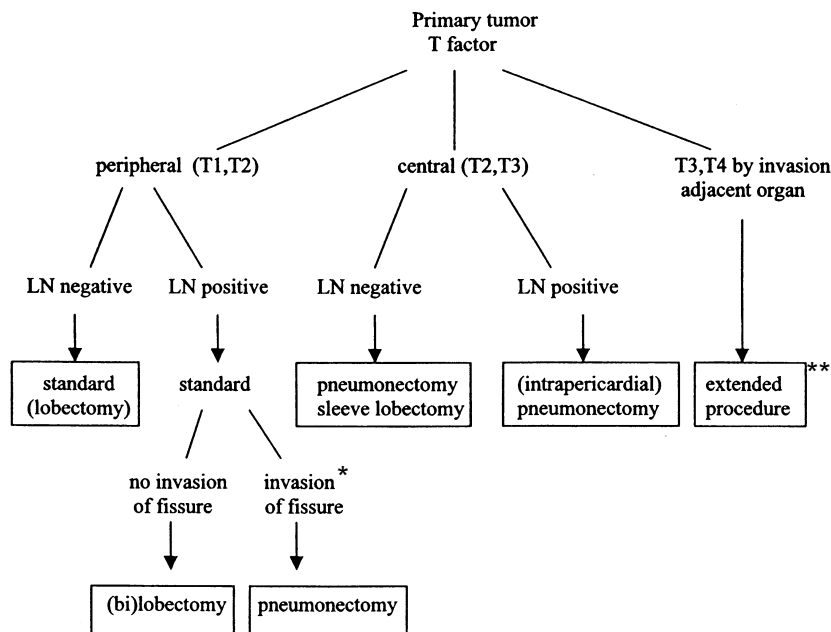 Primary tumor
T factor
peripheral (T1,T2)
central (T2,T3)
T3,T4 by invasion
adjacent organ
LN negative
LN positive
LN negative
LN positive
standard
(lobectomy)
standard
pneumonectomy
sleeve lobectomy
(intrapericardial)
pneumonectomy
extended
procedure
**
no invasion
of fissure
invasion*
of fissure
(bi)lobectomy
pneumonectomy